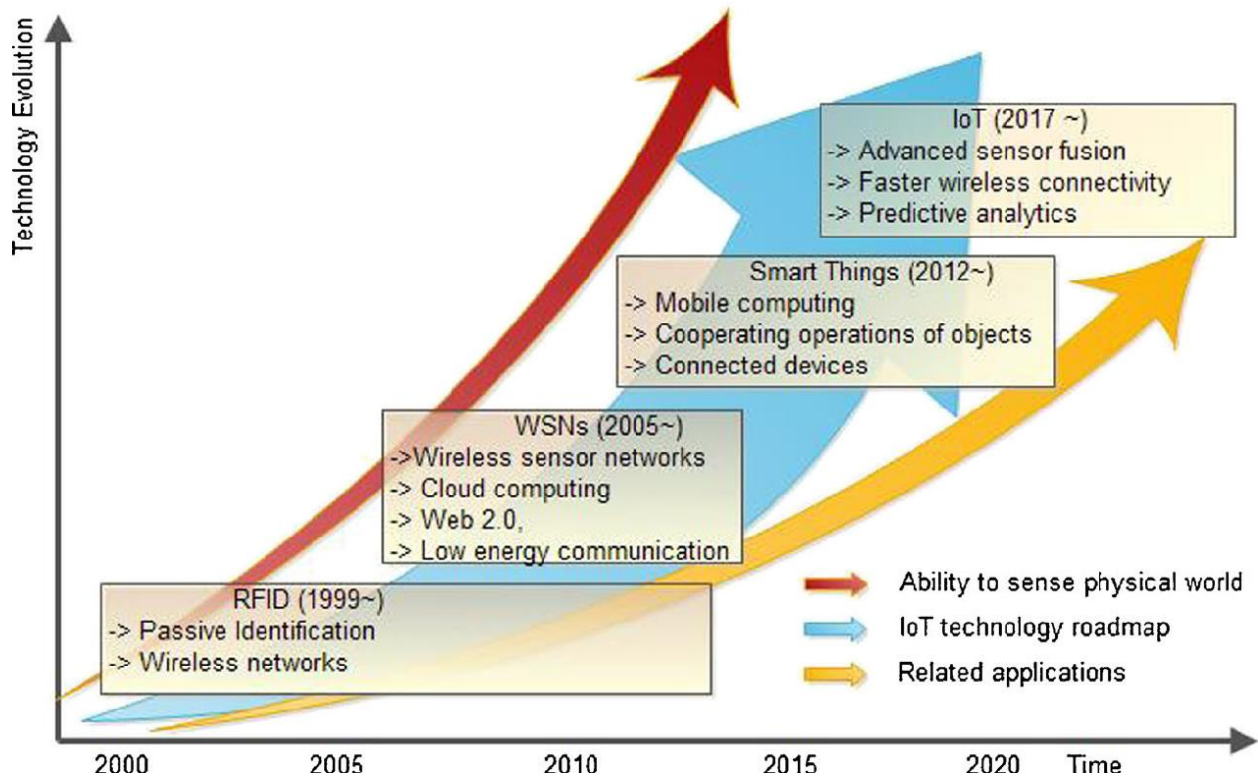 Technology Evolution
IoT (2017 ~)
-> Advanced sensor fusion
-> Faster wireless connectivity
-> Predictive analytics
Smart Things (2012~)
-> Mobile computing
-> Cooperating operations of objects
-> Connected devices
WSNs (2005~)
->Wireless sensor networks
-> Cloud computing
-> Web 2.0,
-> Low energy communication
RFID (1999~)
-> Passive Identification
-> Wireless networks
Ability to sense physical world
IoT technology roadmap
Related applications
2000 2005 2010 2015 2020 Time